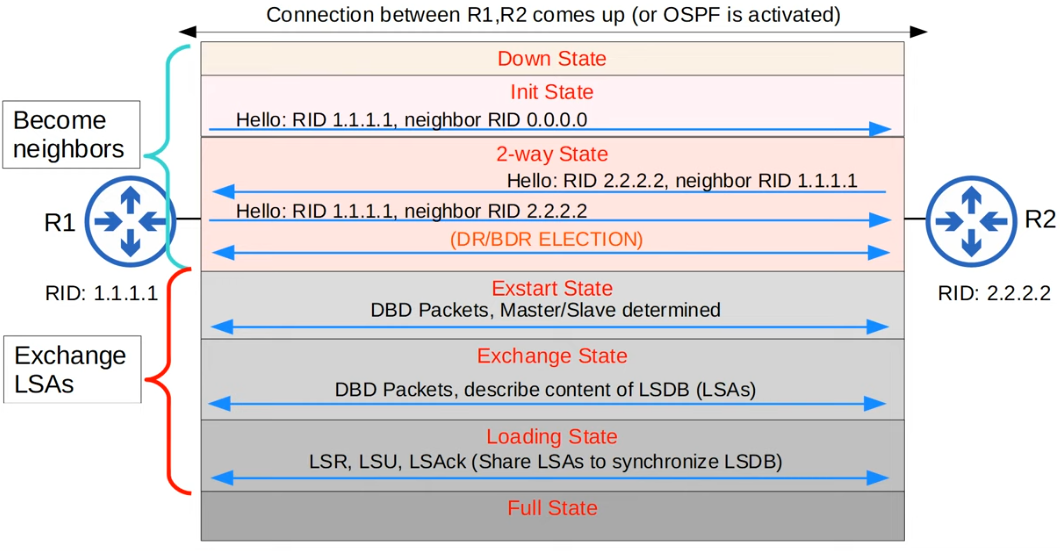 Connection between R1,R2 comes up (or OSPF is activated)
Down State
Init State
Hello: RID 1.1.1.1, neighbor RID 0.0.0.0
Become
neighbors
2-way State
Hello: RID 2.2.2.2, neighbor RID 1.1.1.1
Hello: RID 1.1.1.1, neighbor RID 2.2.2.2
(DR/BDR ELECTION)
R1
R2
RID: 1.1.1.1
RID: 2.2.2.2
Exstart State
DBD Packets, Master/Slave determined
Exchange
LSAs
Exchange State
DBD Packets, describe content of LSDB (LSAs)
Loading State
LSR, LSU, LSAck (Share LSAs to synchronize LSDB)
Full State